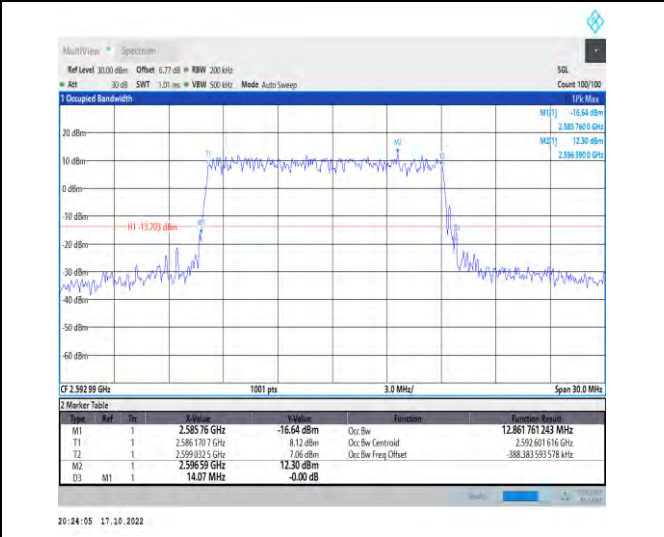 MultiView Spectrum
Ref Level 30.00 dBm Offset 6.77 dB RBW 200 kHz SGL
Att 30 dB SWT 1.01 ms VBW 500 kHz Mode Auto Sweep Count 100/100
1 Occupied Bandwidth 1Pk Max
M1[1] -16.64 dBm
2.585 760 0 GHz
M2[1] 12.30 dBm
2.596 590 0 GHz
20 dBm
M2
T1
10 dBm
0 dBm
-10 dBm
H1 -13.703 dBm
M1
-20 dBm
-30 dBm
-40 dBm
-50 dBm
-60 dBm
CF 2.592 99 GHz 1001 pts 3.0 MHz/ Span 30.0 MHz
2 Marker Table
Type Ref Trc X-Value Y-Value Function Function Result
M1 1 2.585 76 GHz -16.64 dBm Occ Bw 12.861 761 243 MHz
T1 1 2.586 170 7 GHz 8.12 dBm Occ Bw Centroid 2.592 601 616 GHz
T2 1 2.599 032 5 GHz 7.06 dBm Occ Bw Freq Offset -388.383 593 578 kHz
M2 1 2.596 59 GHz 12.30 dBm
D3 M1 1 14.07 MHz -0.00 dB
20:24:05 17.10.2022